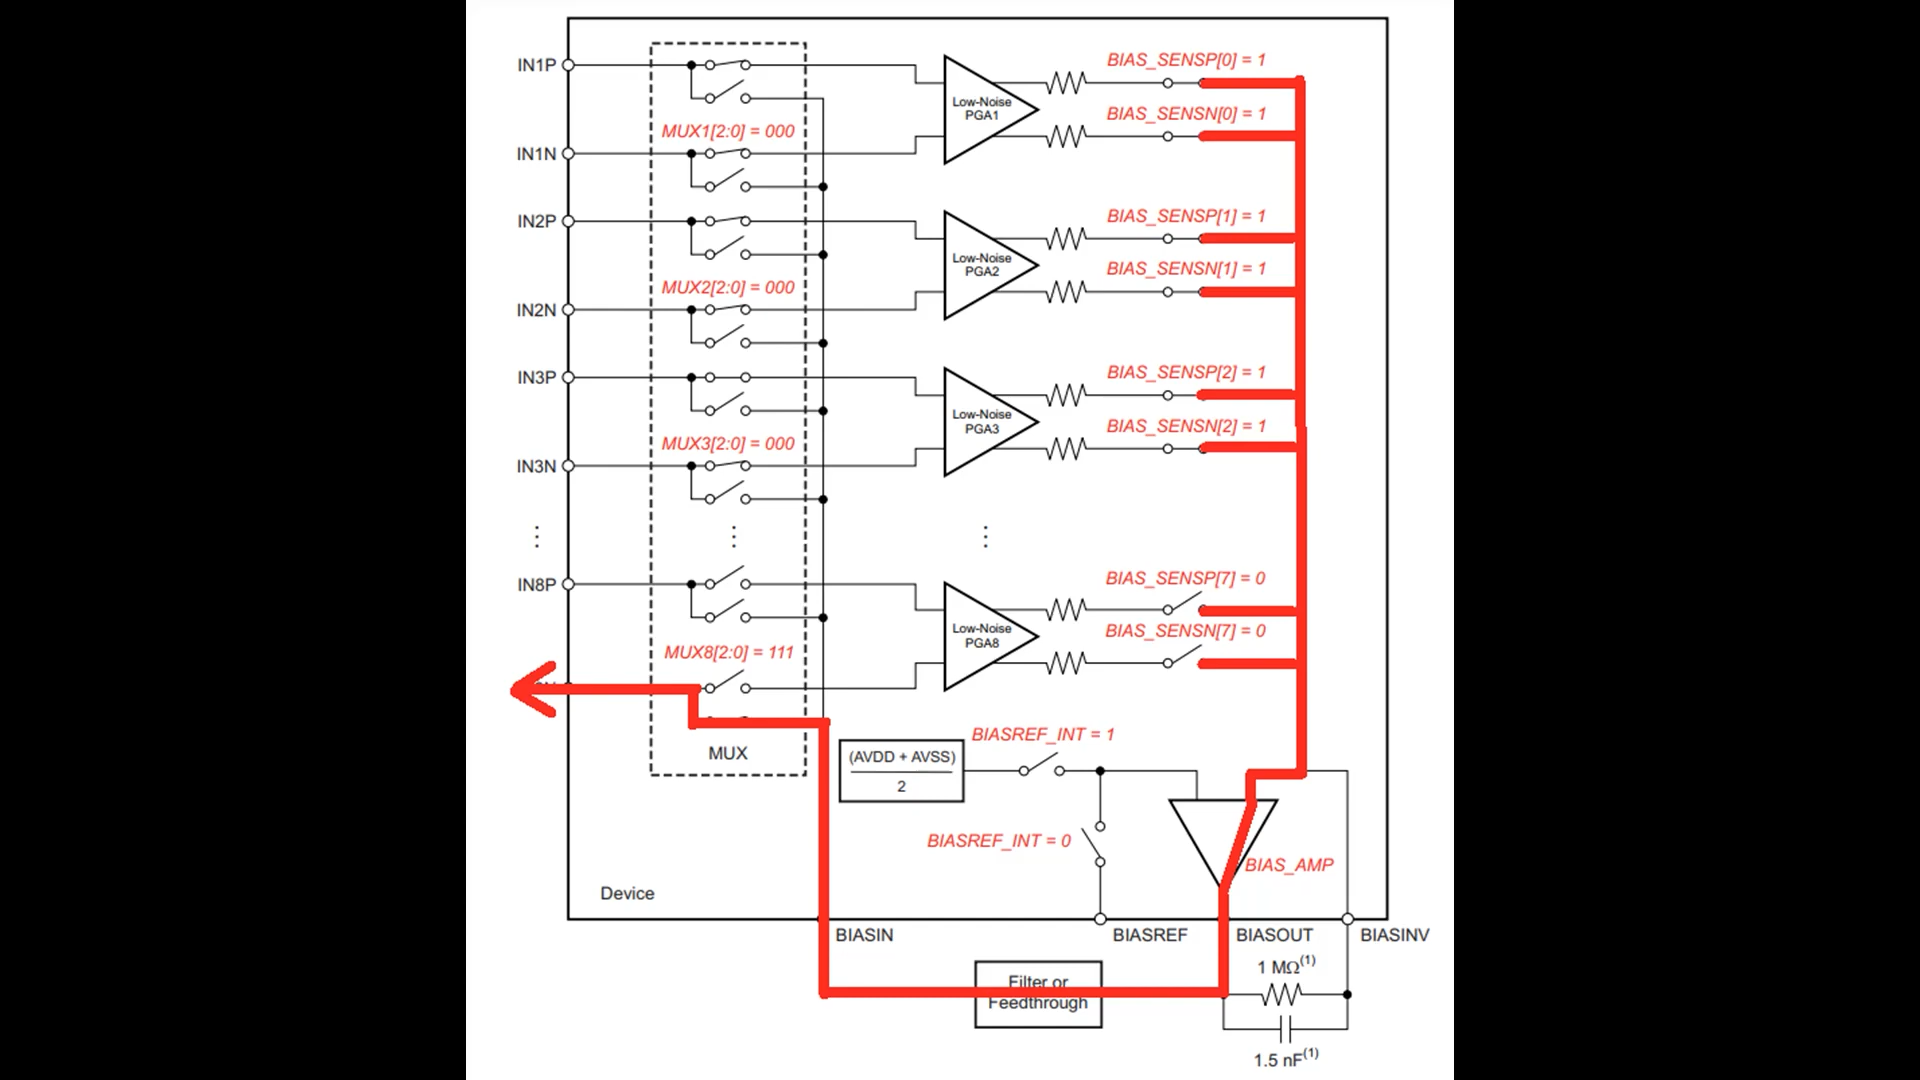 IN1P
BIAS_SENSP[0] = 1
Low-Noise
PGA1
BIAS_SENSN[0] = 1
MUX1[2:0] = 000
IN1N
IN2P
BIAS_SENSP[1] = 1
Low-Noise
PGA2
BIAS_SENSN[1] = 1
MUX2[2:0] = 000
IN2N
IN3P
BIAS_SENSP[2] = 1
Low-Noise
PGA3
BIAS_SENSN[2] = 1
MUX3[2:0] = 000
IN3N
IN8P
BIAS_SENSP[7] = 0
Low-Noise
PGA8
BIAS_SENSN[7] = 0
MUX8[2:0] = 111
MUX
BIASREF_INT = 1
(AVDD + AVSS)
2
BIASREF_INT = 0
BIAS_AMP
Device
BIASIN
BIASREF
BIASOUT
BIASINV
Filter or
Feedthrough
1 MΩ(1)
1.5 nF(1)